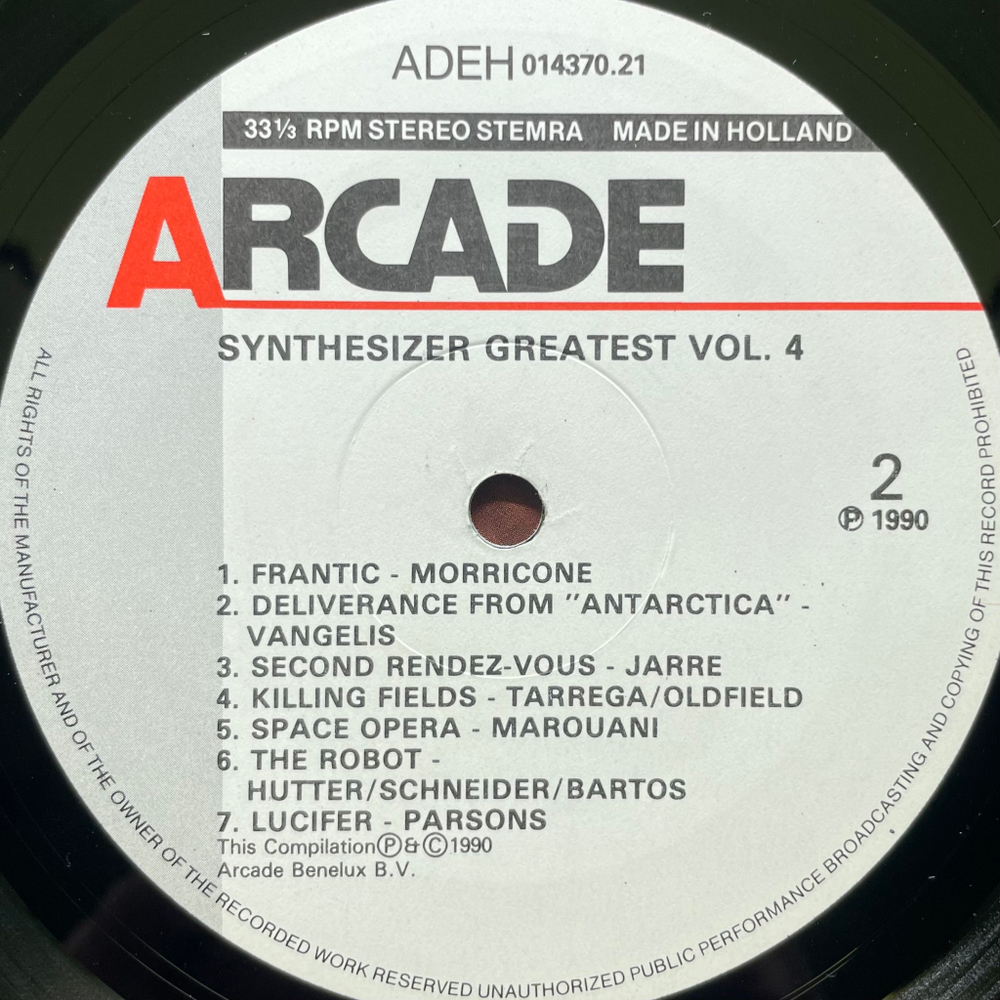 ADEH 014370.21
33⅓ RPM STEREO STEMRA MADE IN HOLLAND
ARCADE
SYNTHESIZER GREATEST VOL. 4
2
℗ 1990
1. FRANTIC - MORRICONE
2. DELIVERANCE FROM "ANTARCTICA" -
VANGELIS
3. SECOND RENDEZ-VOUS - JARRE
4. KILLING FIELDS - TARREGA/OLDFIELD
5. SPACE OPERA - MAROUANI
6. THE ROBOT -
HUTTER/SCHNEIDER/BARTOS
7. LUCIFER - PARSONS
This Compilation ℗ & © 1990
Arcade Benelux B.V.
ALL RIGHTS OF THE MANUFACTURER AND OF THE OWNER OF THE RECORDED WORK RESERVED UNAUTHORIZED PUBLIC PERFORMANCE BROADCASTING AND COPYING OF THIS RECORD PROHIBITED